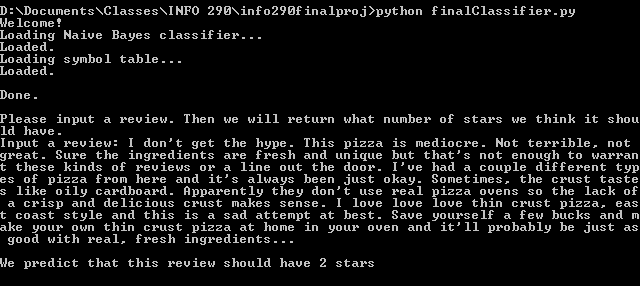 D:\Documents\Classes\INFO 290\info290finalproj>python finalClassifier.py
Welcome!
Loading Naive Bayes classifier...
Loaded.
Loading symbol table...
Loaded.
Done.
Please input a review. Then we will return what number of stars we think it shou
ld have.
Input a review: I don't get the hype. This pizza is mediocre. Not terrible, not
great. Sure the ingredients are fresh and unique but that's not enough to warran
t these kinds of reviews or a line out the door. I've had a couple different typ
es of pizza from here and it's always been just okay. Sometimes, the crust taste
s like oily cardboard. Apparently they don't use real pizza ovens so the lack of
 a crisp and delicious crust makes sense. I love love love thin crust pizza, eas
t coast style and this is a sad attempt at best. Save yourself a few bucks and m
ake your own thin crust pizza at home in your oven and it'll probably be just as
 good with real, fresh ingredients...
We predict that this review should have 2 stars